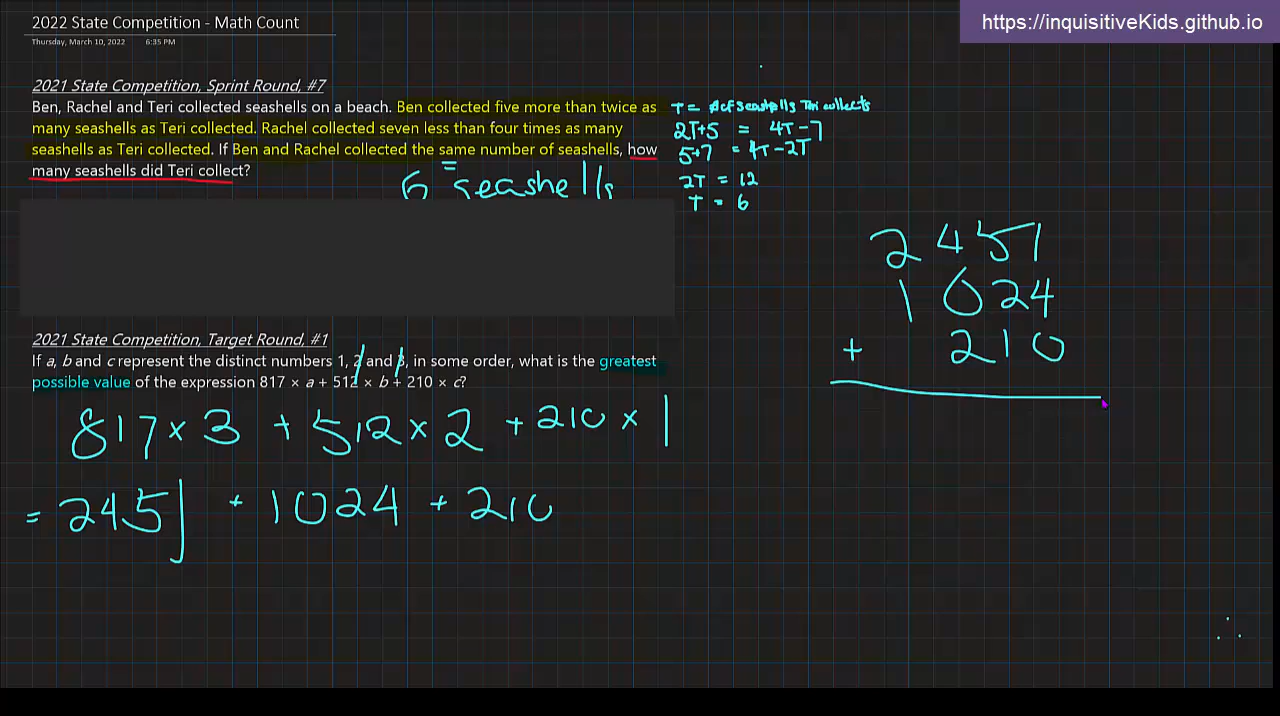 2022 State Competition - Math Count
https://inquisitiveKids.github.io
Thursday, March 10, 2022 6:35 PM
2021 State Competition, Sprint Round, #7
Ben, Rachel and Teri collected seashells on a beach. Ben collected five more than twice as
many seashells as Teri collected. Rachel collected seven less than four times as many
seashells as Teri collected. If Ben and Rachel collected the same number of seashells, how
many seashells did Teri collect?
6 seashells
T = # of seashells Teri collects
2T+5 = 4T-7
5+7 = 4T-2T
2T = 12
T = 6
2021 State Competition, Target Round, #1
If a, b and c represent the distinct numbers 1, 2 and 3, in some order, what is the greatest
possible value of the expression 817 × a + 512 × b + 210 × c?
817 × 3 + 512 × 2 + 210 × 1
= 2451 + 1024 + 210
2451
1024
+ 210